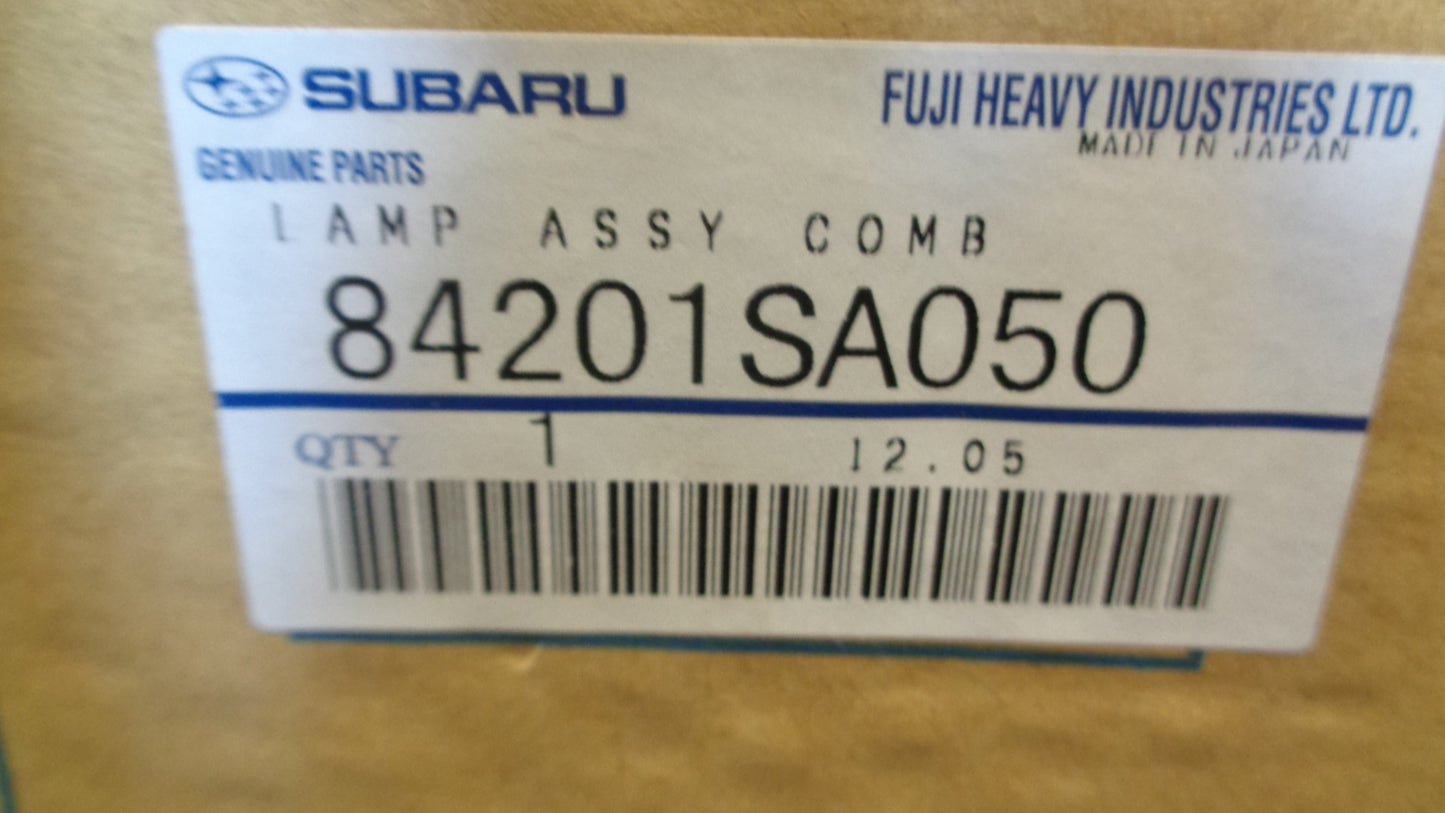 SUBARU
FUJI HEAVY INDUSTRIES LTD.
MADE IN JAPAN
GENUINE PARTS
LAMP ASSY COMB
84201SA050
QTY 1 12.05